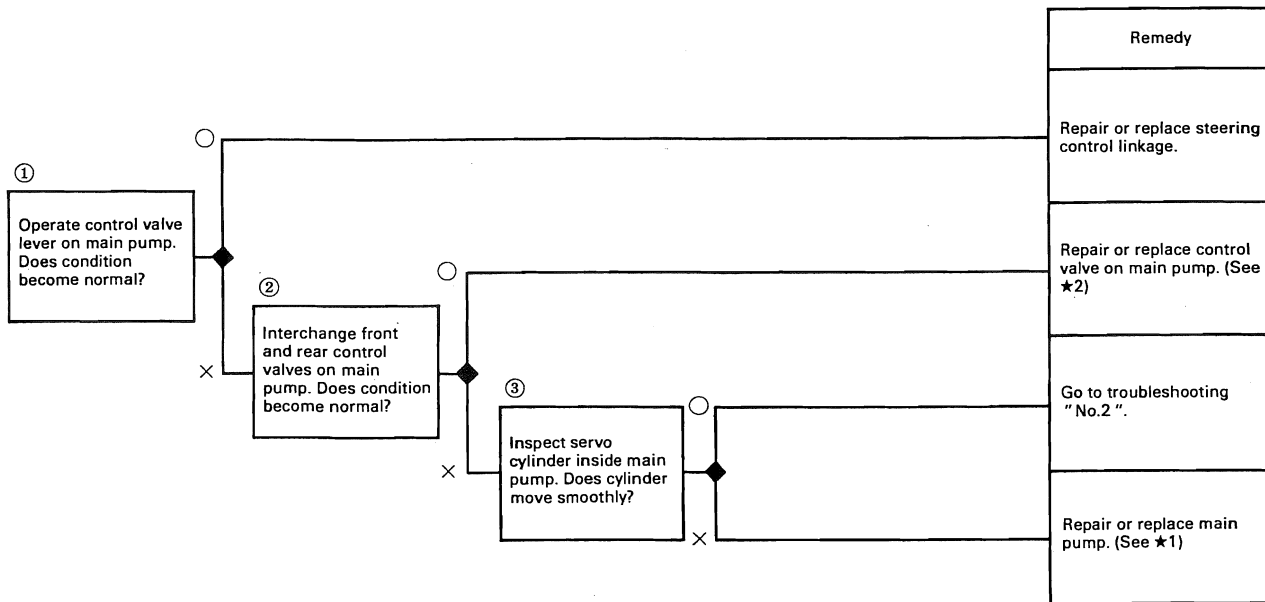 ①
Operate control valve
lever on main pump.
Does condition
become normal?
○
×
②
Interchange front
and rear control
valves on main
pump. Does condition
become normal?
○
×
③
Inspect servo
cylinder inside main
pump. Does cylinder
move smoothly?
○
×
Remedy
Repair or replace steering
control linkage.
Repair or replace control
valve on main pump. (See
★2)
Go to troubleshooting
"No.2".
Repair or replace main
pump. (See ★1)